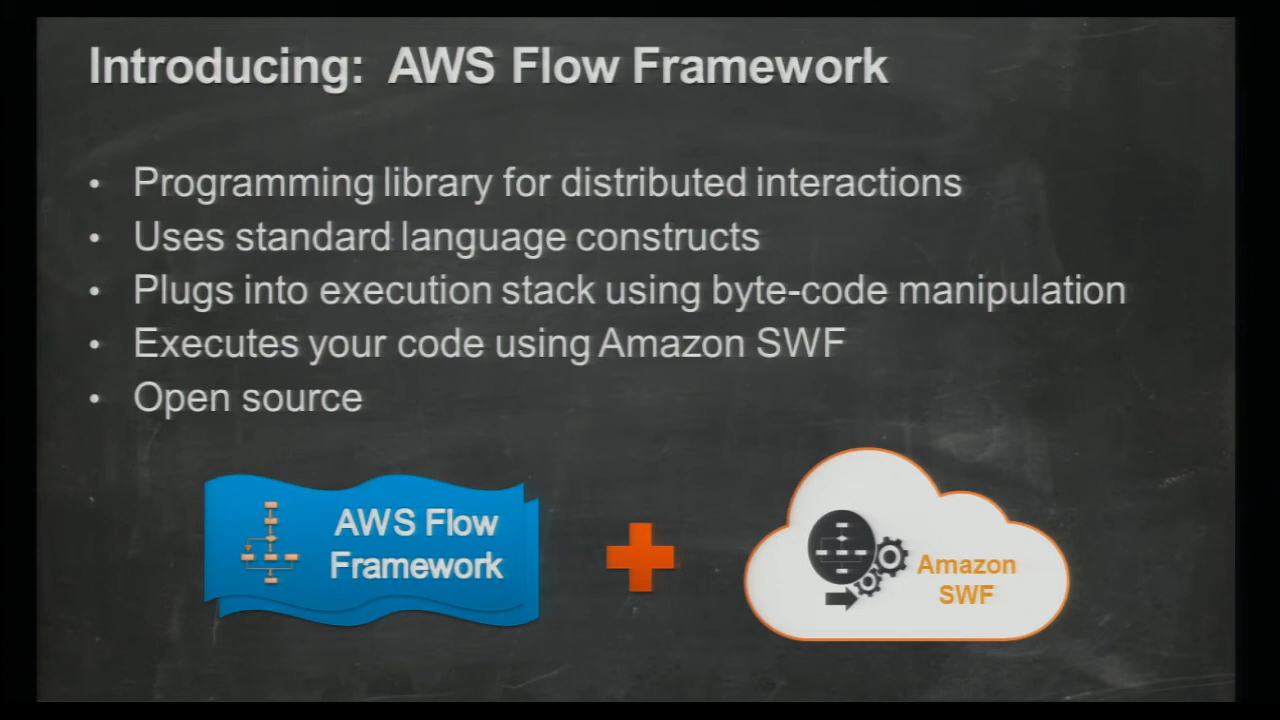 Introducing: AWS Flow Framework
• Programming library for distributed interactions
• Uses standard language constructs
• Plugs into execution stack using byte-code manipulation
• Executes your code using Amazon SWF
• Open source
AWS Flow
Framework
Amazon
SWF